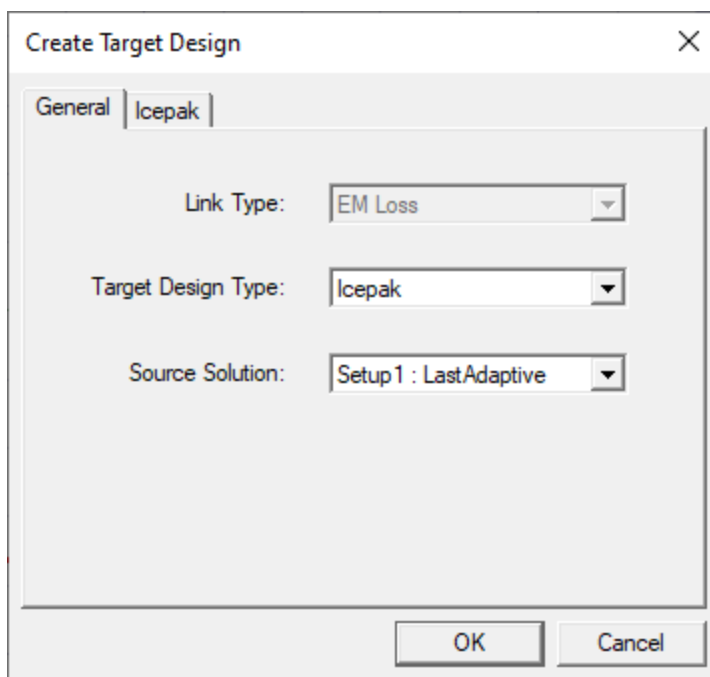 Create Target Design
General Icepak
Link Type: EM Loss
Target Design Type: Icepak
Source Solution: Setup1 : LastAdaptive
OK Cancel